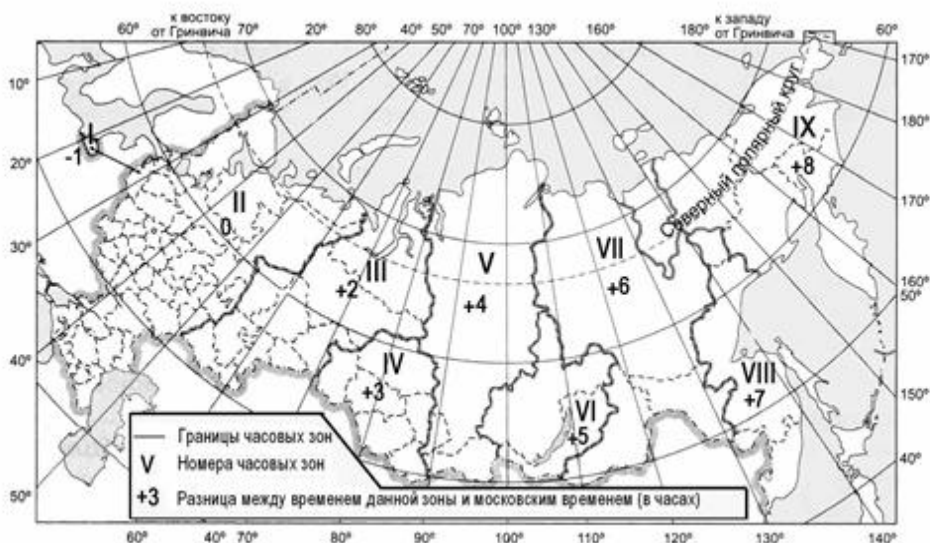 к востоку
от Гринвича
к западу
от Гринвича
60° 70° 20° 80° 40° 50° 70° 100° 130° 160° 180° 60°
10°
20°
30°
40°
50°
170°
180°
170°
160°
50°
150°
40°
I
-1
II
0
III
+2
IV
+3
V
+4
VI
+5
VII
+6
VIII
+7
IX
+8
Северный полярный круг
Границы часовых зон
V Номера часовых зон
+3 Разница между временем данной зоны и московским временем (в часах)
60° 40° 70° 80° 90° 100° 110° 120° 130° 140°